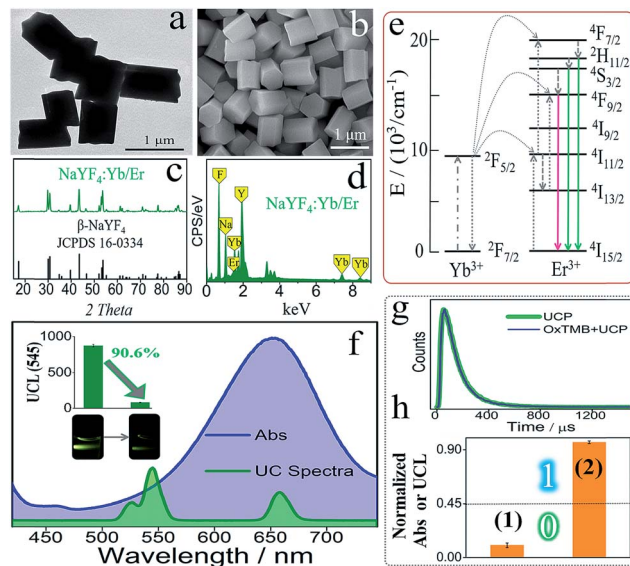 a
1 μm
b
1 μm
c
NaYF4:Yb/Er
β-NaYF4
JCPDS 16-0334
20 30 40 50 60 70 80 90
2 Theta
d
NaYF4:Yb/Er
CPS/eV
F
Na
Yb
Er
Y
Yb
Yb
0 2 4 6 8
keV
e
E / (10³/cm⁻¹)
20
10
0
²F5/2
²F7/2
Yb³⁺
⁴F7/2
²H11/2
⁴S3/2
⁴F9/2
⁴I9/2
⁴I11/2
⁴I13/2
⁴I15/2
Er³⁺
f
UCL (545)
1000
500
0
90.6%
Abs
UC Spectra
450 500 550 600 650 700
Wavelength / nm
g
UCP
OxTMB+UCP
Counts
0 400 800 1200
Time / μs
h
Normalized
Abs or UCL
0.90
0.45
0.00
(1)
1
0
(2)